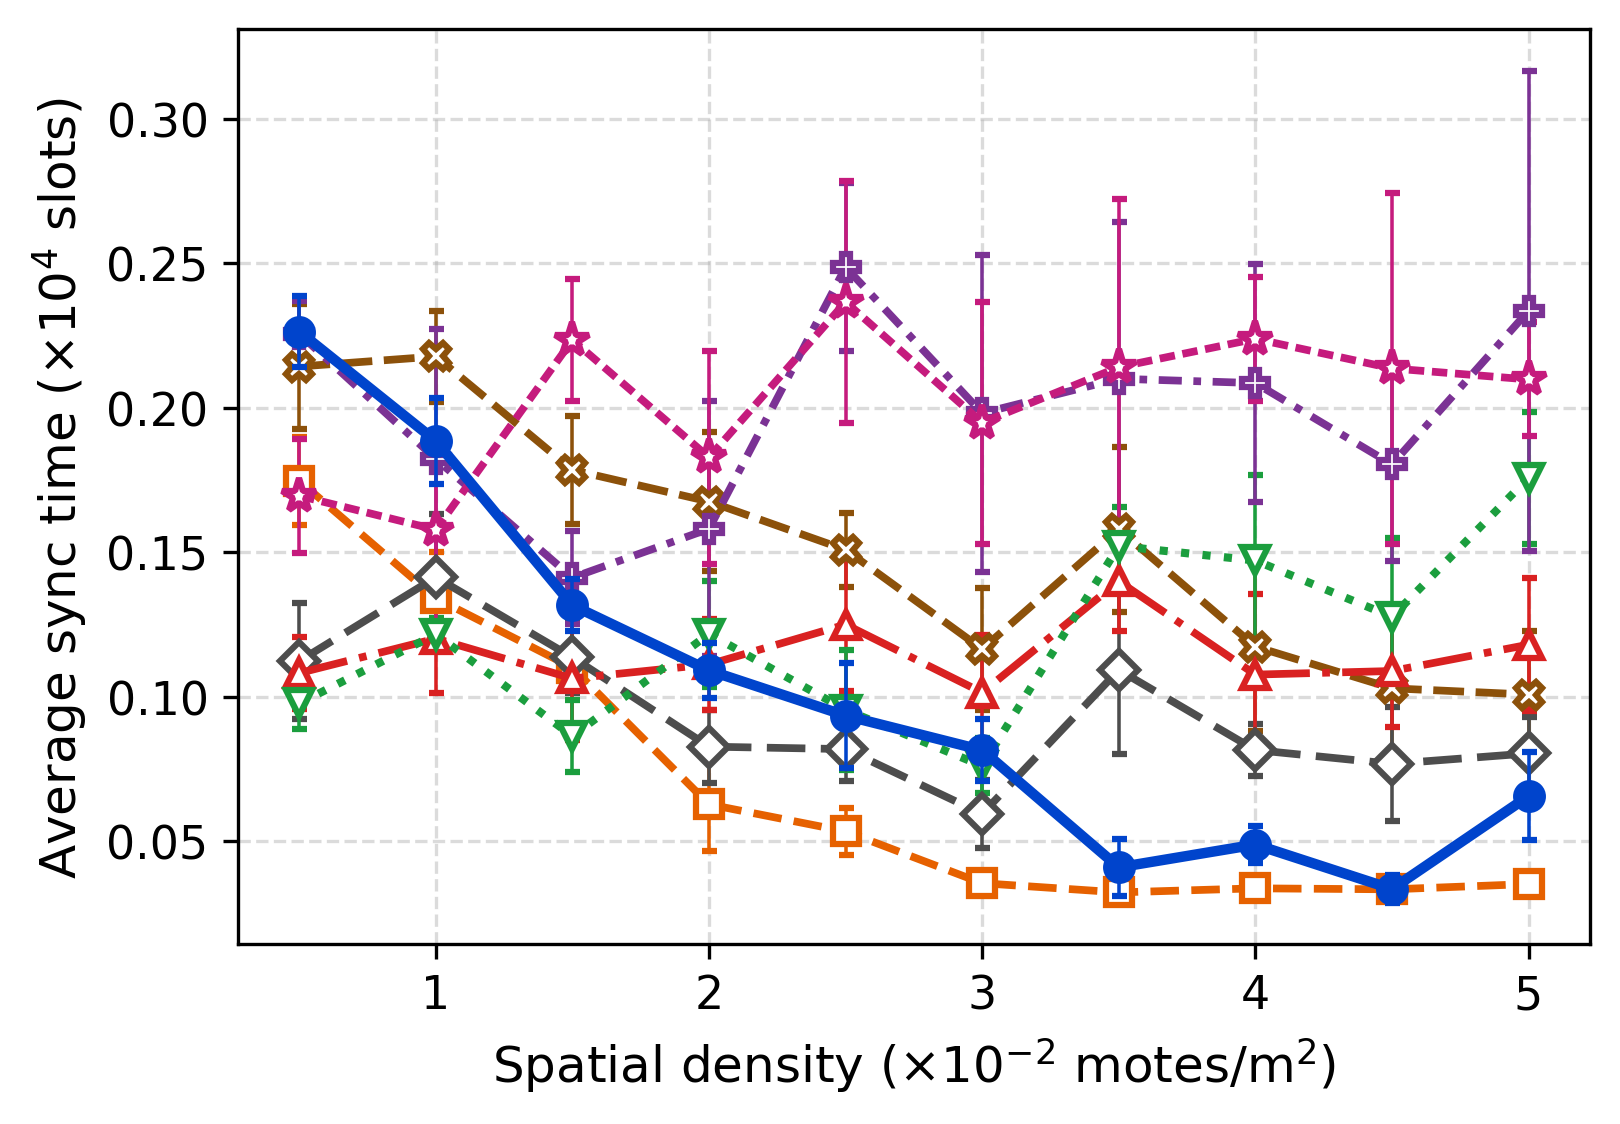 Average sync time (×10⁴ slots)
0.30
0.25
0.20
0.15
0.10
0.05
1 2 3 4 5
Spatial density (×10⁻² motes/m²)